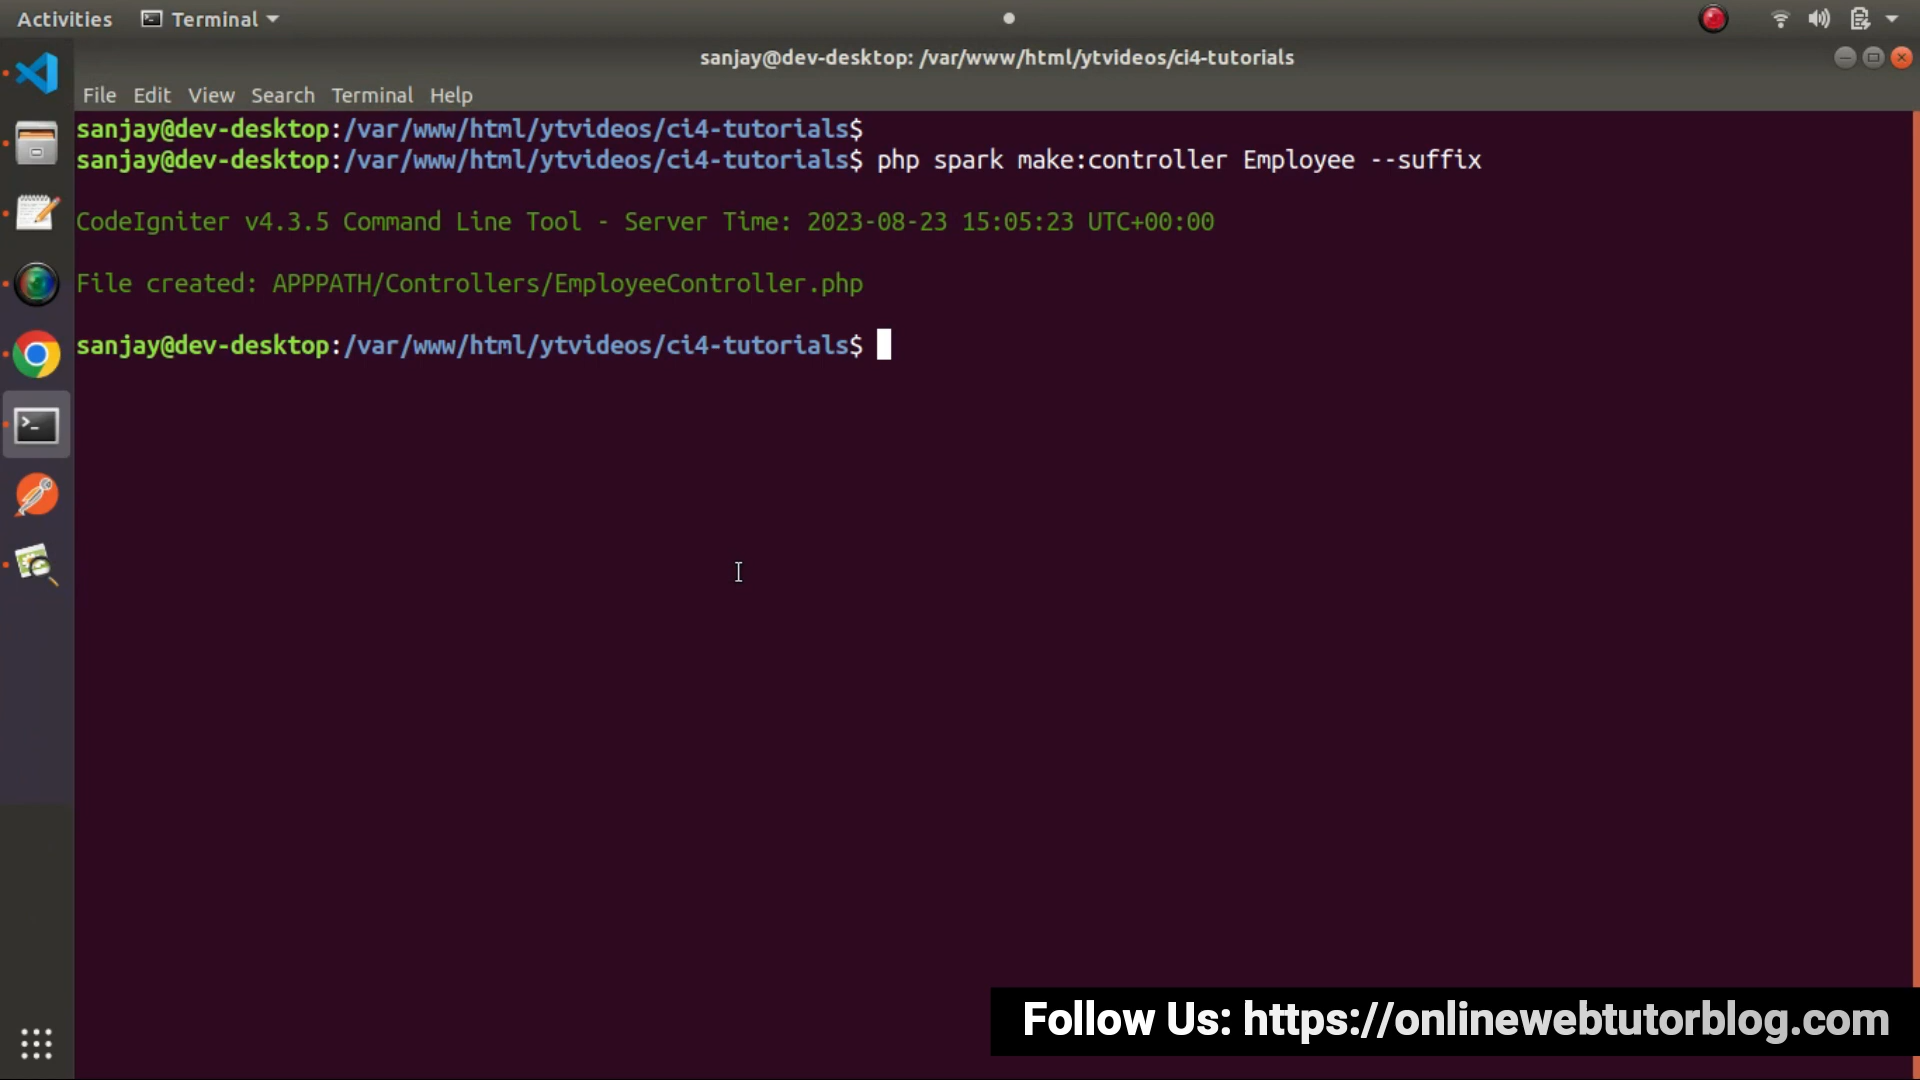 Activities Terminal
sanjay@dev-desktop: /var/www/html/ytvideos/ci4-tutorials
File Edit View Search Terminal Help
sanjay@dev-desktop:/var/www/html/ytvideos/ci4-tutorials$
sanjay@dev-desktop:/var/www/html/ytvideos/ci4-tutorials$ php spark make:controller Employee --suffix
CodeIgniter v4.3.5 Command Line Tool - Server Time: 2023-08-23 15:05:23 UTC+00:00
File created: APPPATH/Controllers/EmployeeController.php
sanjay@dev-desktop:/var/www/html/ytvideos/ci4-tutorials$
Follow Us: https://onlinewebtutorblog.com